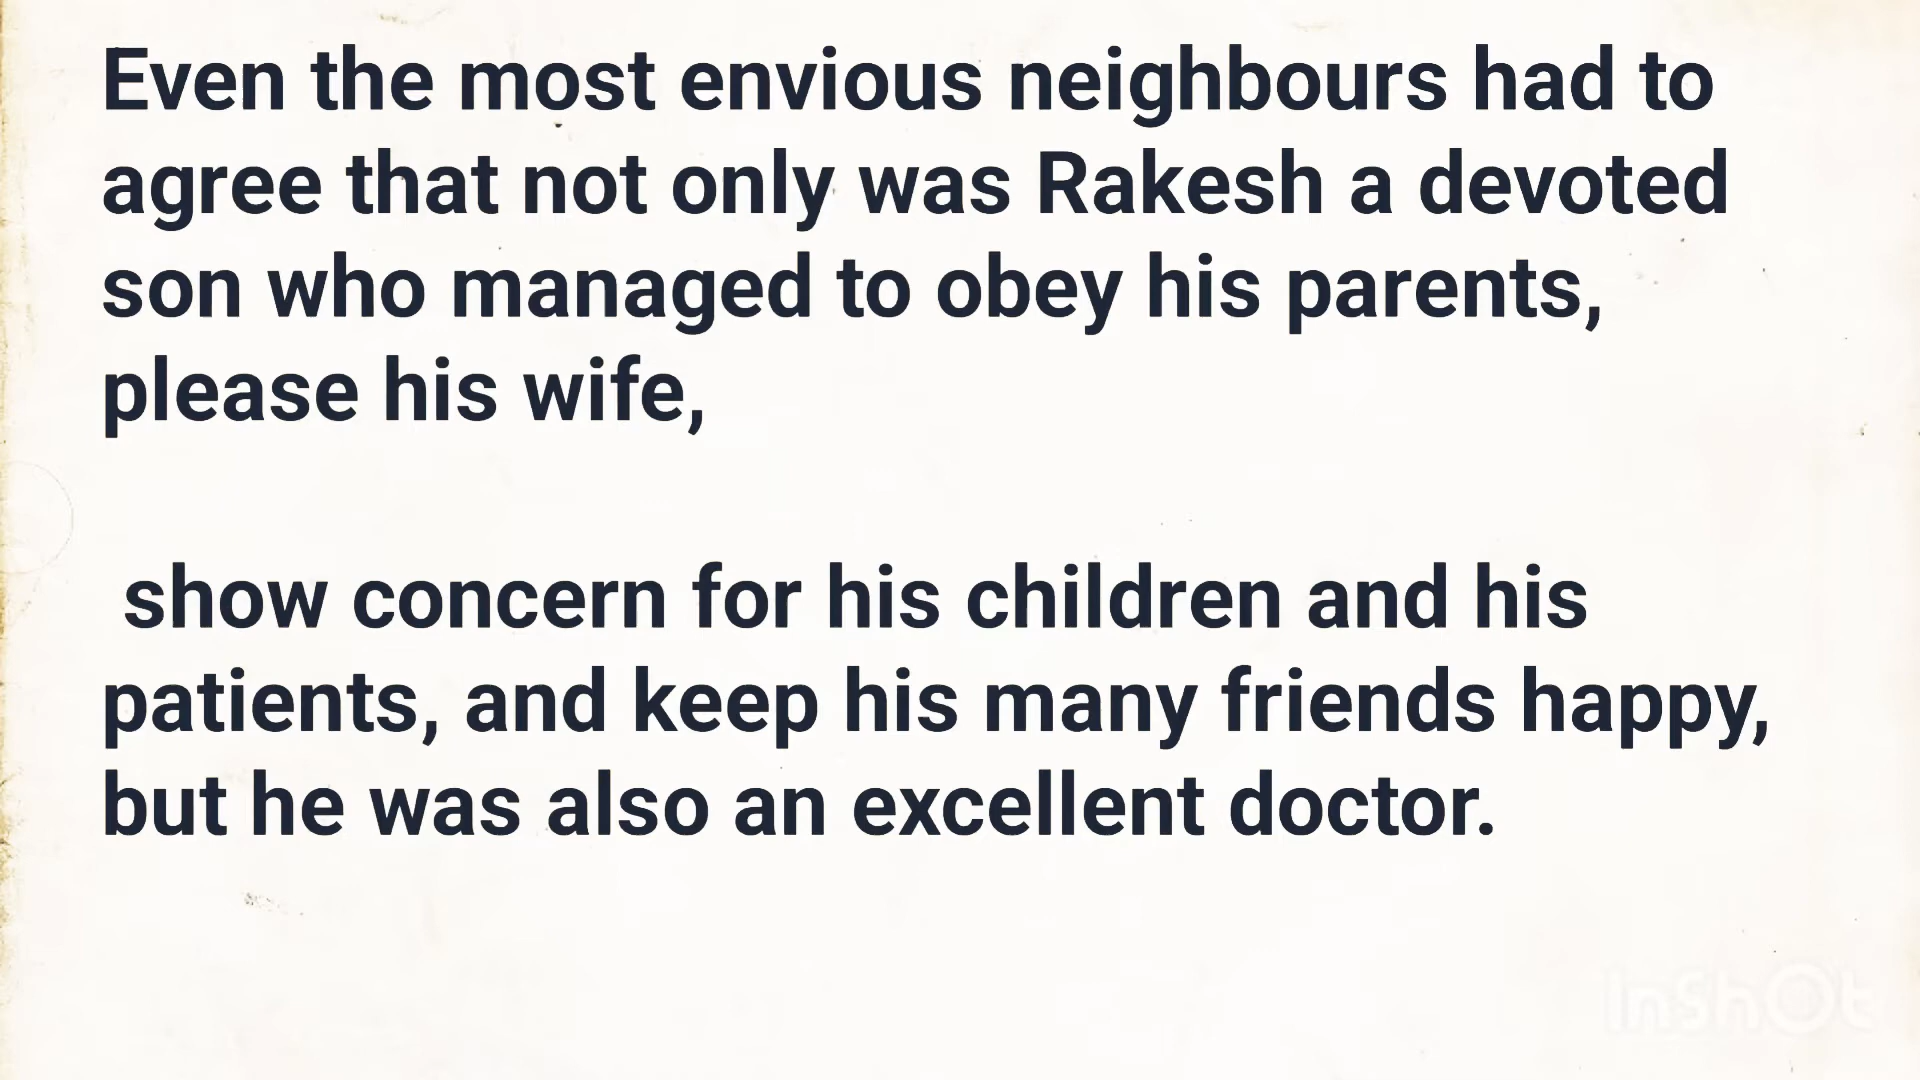 Even the most envious neighbours had to
agree that not only was Rakesh a devoted
son who managed to obey his parents,
please his wife,
show concern for his children and his
patients, and keep his many friends happy,
but he was also an excellent doctor.
InShOt